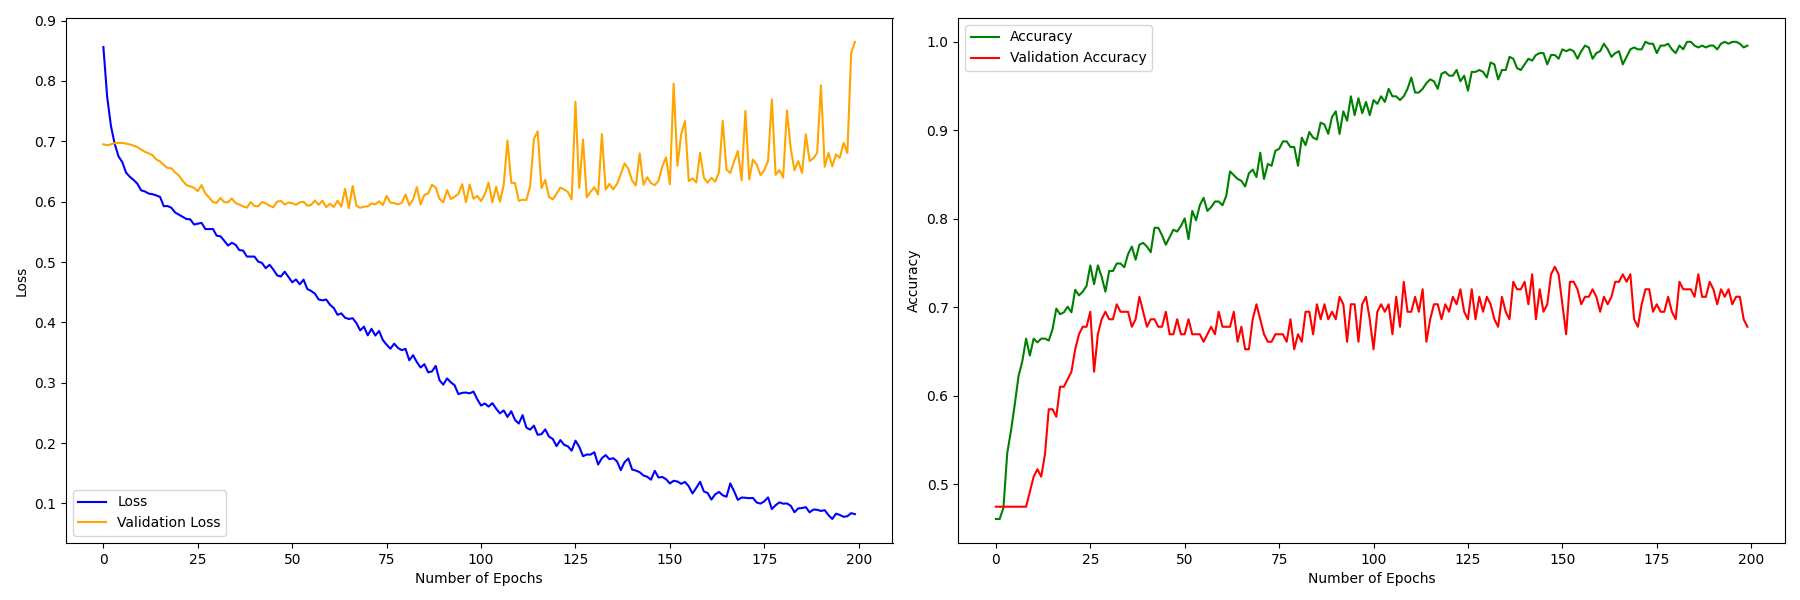 0.9
0.8
0.7
0.6
0.5
0.4
0.3
0.2
0.1
Loss
Loss
Validation Loss
0 25 50 75 100 125 150 175 200
Number of Epochs
Accuracy
Validation Accuracy
1.0
0.9
0.8
0.7
0.6
0.5
Accuracy
0 25 50 75 100 125 150 175 200
Number of Epochs